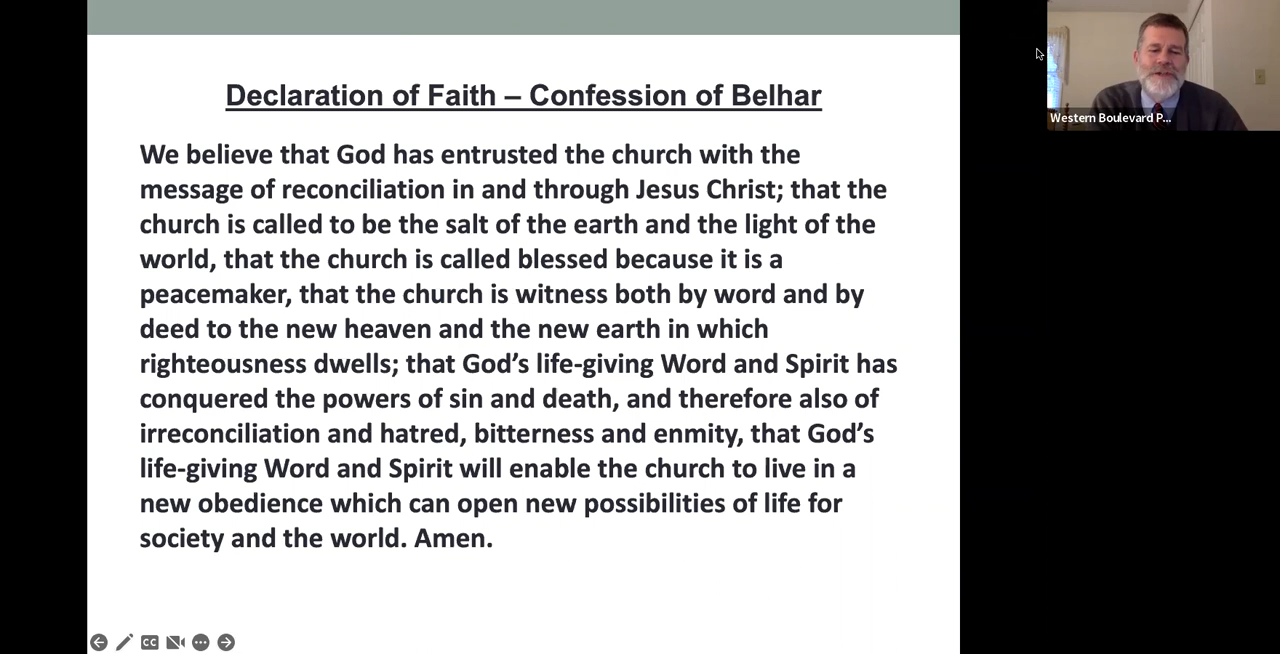 Declaration of Faith – Confession of Belhar
We believe that God has entrusted the church with the
message of reconciliation in and through Jesus Christ; that the
church is called to be the salt of the earth and the light of the
world, that the church is called blessed because it is a
peacemaker, that the church is witness both by word and by
deed to the new heaven and the new earth in which
righteousness dwells; that God’s life-giving Word and Spirit has
conquered the powers of sin and death, and therefore also of
irreconciliation and hatred, bitterness and enmity, that God’s
life-giving Word and Spirit will enable the church to live in a
new obedience which can open new possibilities of life for
society and the world. Amen.
Western Boulevard P...
CC